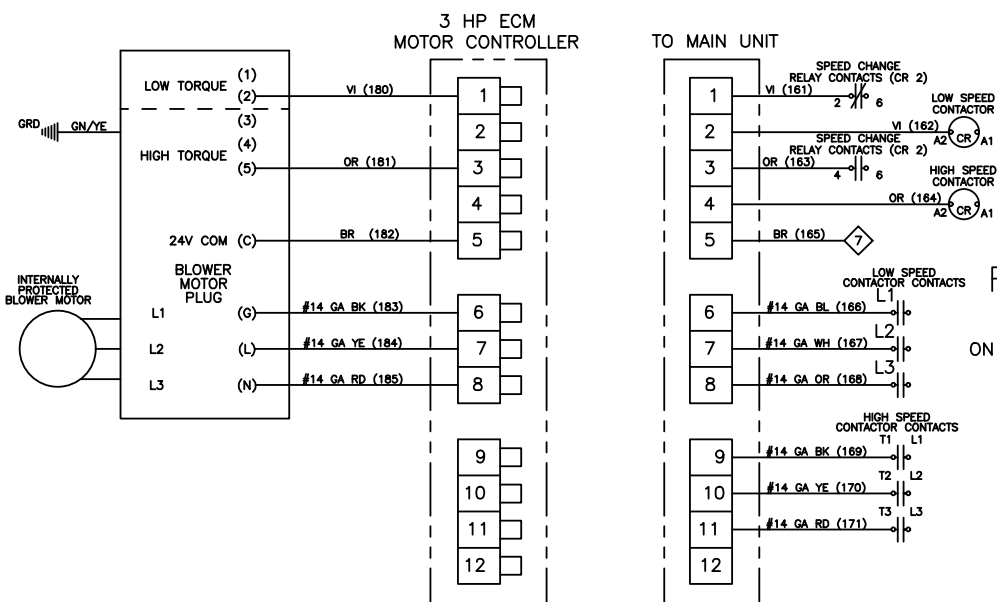 3 HP ECM
MOTOR CONTROLLER
TO MAIN UNIT
LOW TORQUE (1)
(2)
VI (180)
(3)
(4)
HIGH TORQUE
(5)
OR (181)
GRD
GN/YE
24V COM (C)
BR (182)
BLOWER
MOTOR
PLUG
INTERNALLY
PROTECTED
BLOWER MOTOR
L1 (G) #14 GA BK (183)
L2 (L) #14 GA YE (184)
L3 (N) #14 GA RD (185)
1
2
3
4
5
6
7
8
9
10
11
12
1
2
3
4
5
6
7
8
9
10
11
12
SPEED CHANGE
RELAY CONTACTS (CR 2)
VI (161)
2 6
LOW SPEED
CONTACTOR
VI (162)
A2 CR A1
SPEED CHANGE
RELAY CONTACTS (CR 2)
OR (163)
4 6
HIGH SPEED
CONTACTOR
OR (164)
A2 CR A1
BR (165)
7
LOW SPEED
CONTACTOR CONTACTS
#14 GA BL (166) L1
#14 GA WH (167) L2
#14 GA OR (168) L3
ON
HIGH SPEED
CONTACTOR CONTACTS
T1 L1
#14 GA BK (169)
T2 L2
#14 GA YE (170)
T3 L3
#14 GA RD (171)